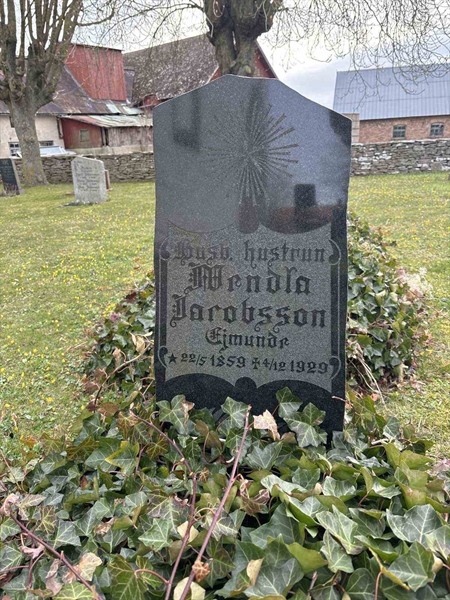 Husb. hustrun
Wendla
Jacobsson
Ejmunde
* 22/5 1859 ✝ 4/12 1929